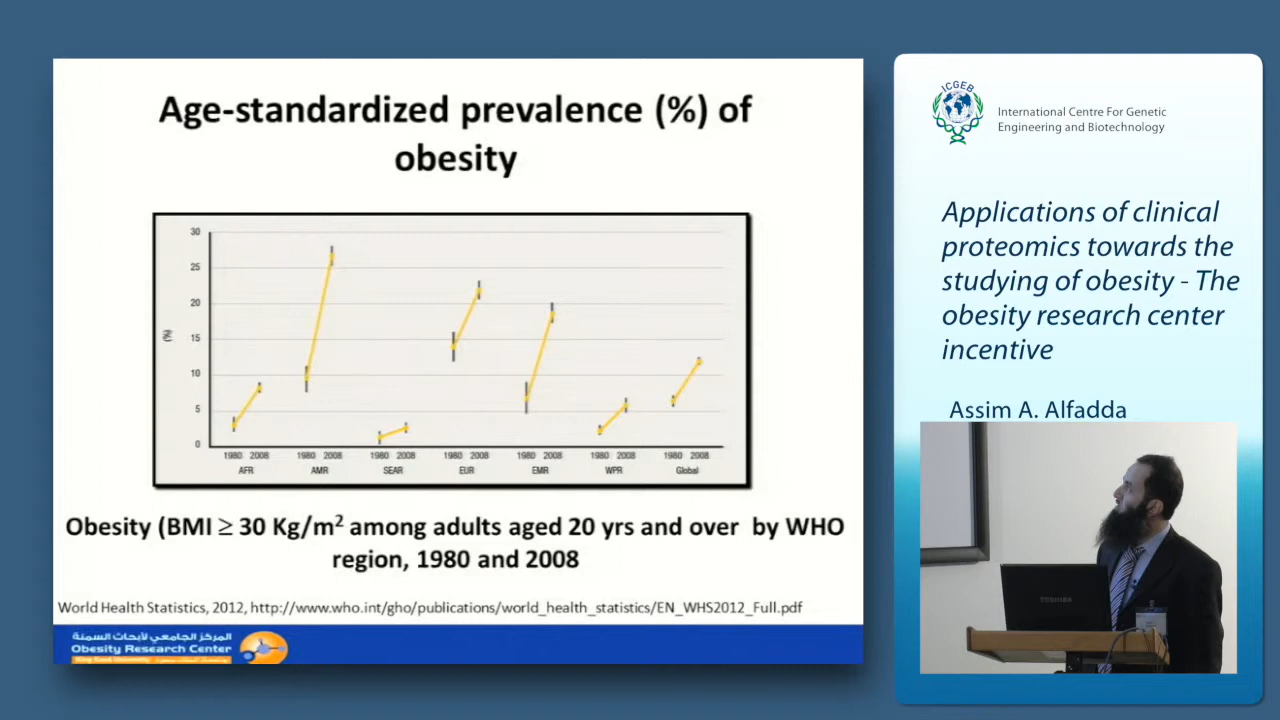 Age-standardized prevalence (%) of
obesity
30
25
20
15
10
5
0
(%)
1980 2008 1980 2008 1980 2008 1980 2008 1980 2008 1980 2008 1980 2008
AFR AMR SEAR EUR EMR WPR Global
Obesity (BMI ≥ 30 Kg/m² among adults aged 20 yrs and over by WHO
region, 1980 and 2008
World Health Statistics, 2012, http://www.who.int/gho/publications/world_health_statistics/EN_WHS2012_Full.pdf
المركز الجامعي لأبحاث السمنة
Obesity Research Center
King Saud University
ICGEB
International Centre For Genetic
Engineering and Biotechnology
Applications of clinical
proteomics towards the
studying of obesity - The
obesity research center
incentive
Assim A. Alfadda
TOSHIBA